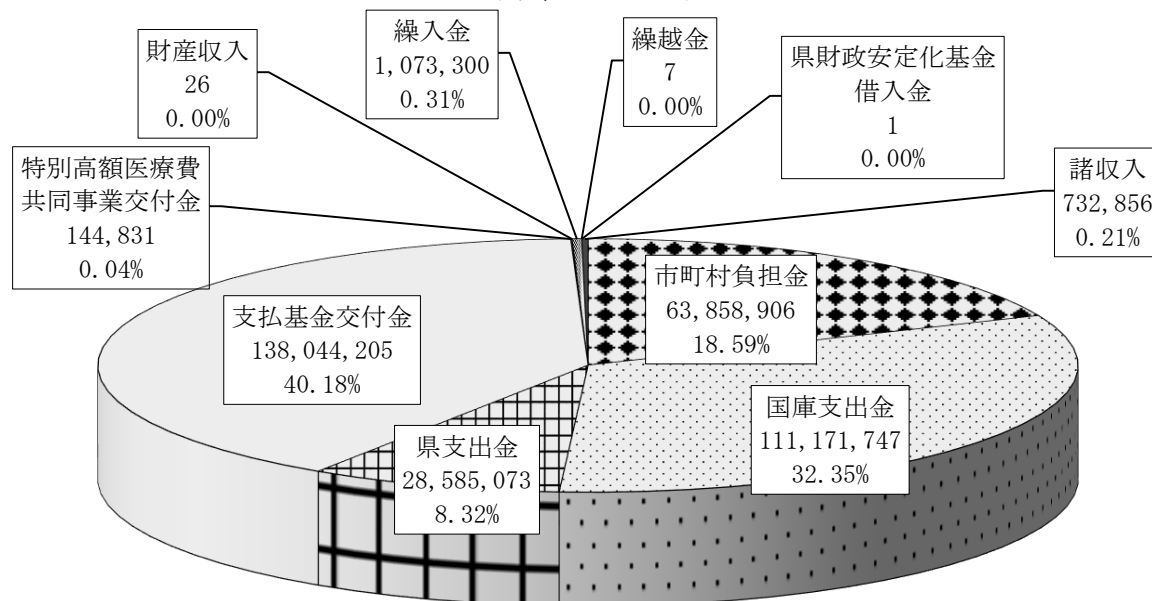 繰入金
1,073,300
0.31%
繰越金
7
0.00%
財産収入
26
0.00%
県財政安定化基金
借入金
1
0.00%
特別高額医療費
共同事業交付金
144,831
0.04%
諸収入
732,856
0.21%
市町村負担金
63,858,906
18.59%
支払基金交付金
138,044,205
40.18%
国庫支出金
111,171,747
32.35%
県支出金
28,585,073
8.32%